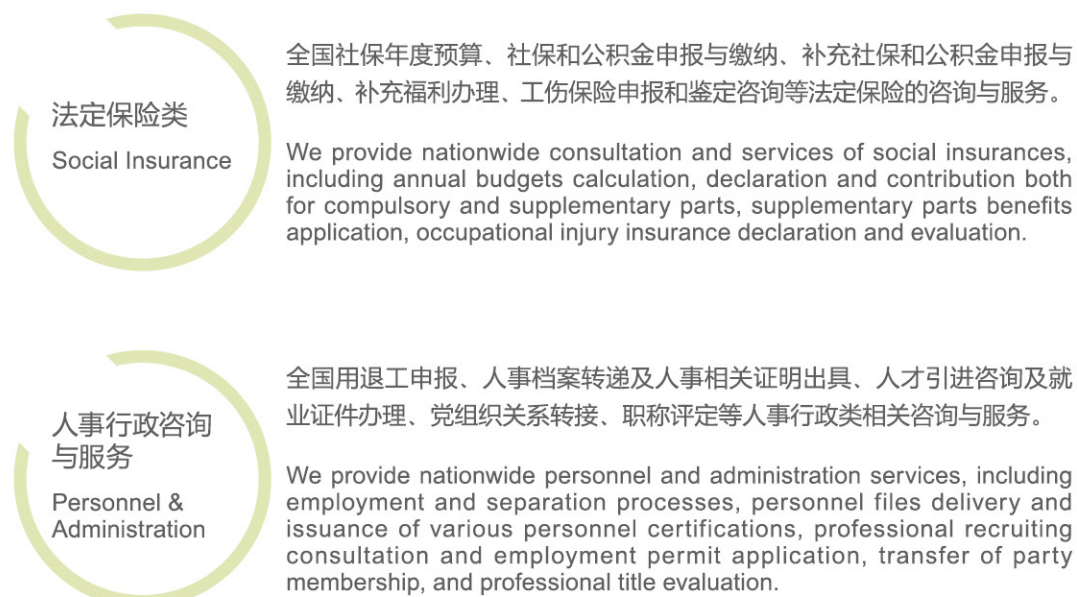 法定保险类
Social Insurance
全国社保年度预算、社保和公积金申报与缴纳、补充社保和公积金申报与
缴纳、补充福利办理、工伤保险申报和鉴定咨询等法定保险的咨询与服务。
We provide nationwide consultation and services of social insurances,
including annual budgets calculation, declaration and contribution both
for compulsory and supplementary parts, supplementary parts benefits
application, occupational injury insurance declaration and evaluation.
人事行政咨询
与服务
Personnel &
Administration
全国用退工申报、人事档案转递及人事相关证明出具、人才引进咨询及就
业证件办理、党组织关系转接、职称评定等人事行政类相关咨询与服务。
We provide nationwide personnel and administration services, including
employment and separation processes, personnel files delivery and
issuance of various personnel certifications, professional recruiting
consultation and employment permit application, transfer of party
membership, and professional title evaluation.